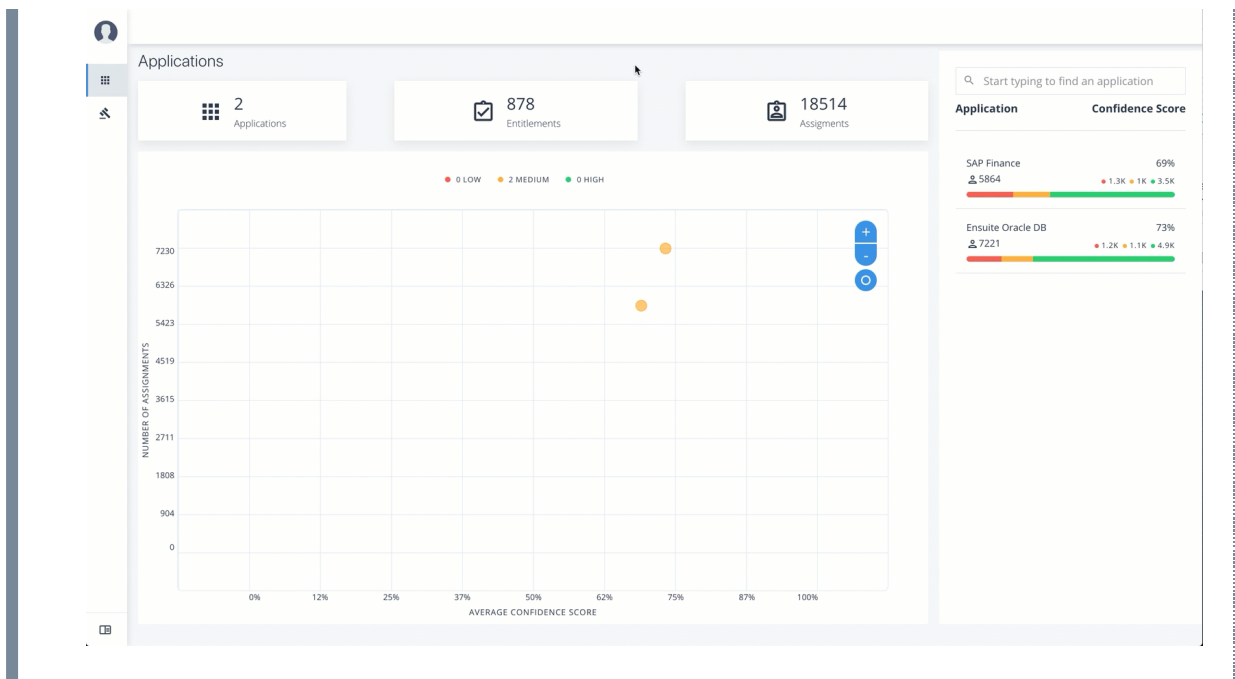 Applications
2
Applications
878
Entitlements
18514
Assigments
0 LOW 2 MEDIUM 0 HIGH
+
-
7230
6326
5423
4519
3615
2711
1808
904
0
NUMBER OF ASSIGNMENTS
0% 12% 25% 37% 50% 62% 75% 87% 100%
AVERAGE CONFIDENCE SCORE
Start typing to find an application
Application Confidence Score
SAP Finance 69%
5864 1.3K 1K 3.5K
Ensuite Oracle DB 73%
7221 1.2K 1.1K 4.9K